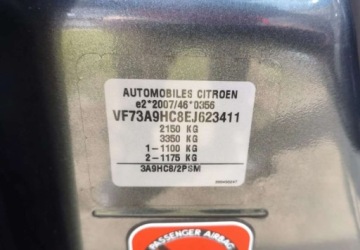 AUTOMOBILES CITROEN
e2*2007/46*0356
VF73A9HC8EJ623411
2150 KG
3350 KG
1-1100 KG
2-1175 KG
3A9HC8/2PSM
PASSENGER AIRBAG